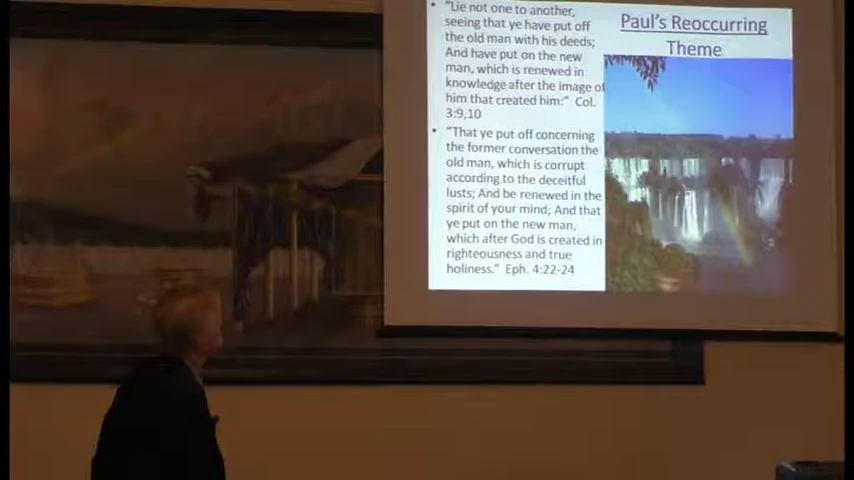 "Lie not one to another,
seeing that ye have put off
the old man with his deeds;
And have put on the new
man, which is renewed in
knowledge after the image of
him that created him:" Col.
3:9,10
"That ye put off concerning
the former conversation the
old man, which is corrupt
according to the deceitful
lusts; And be renewed in the
spirit of your mind; And that
ye put on the new man,
which after God is created in
righteousness and true
holiness." Eph. 4:22-24
Paul's Reoccurring
Theme